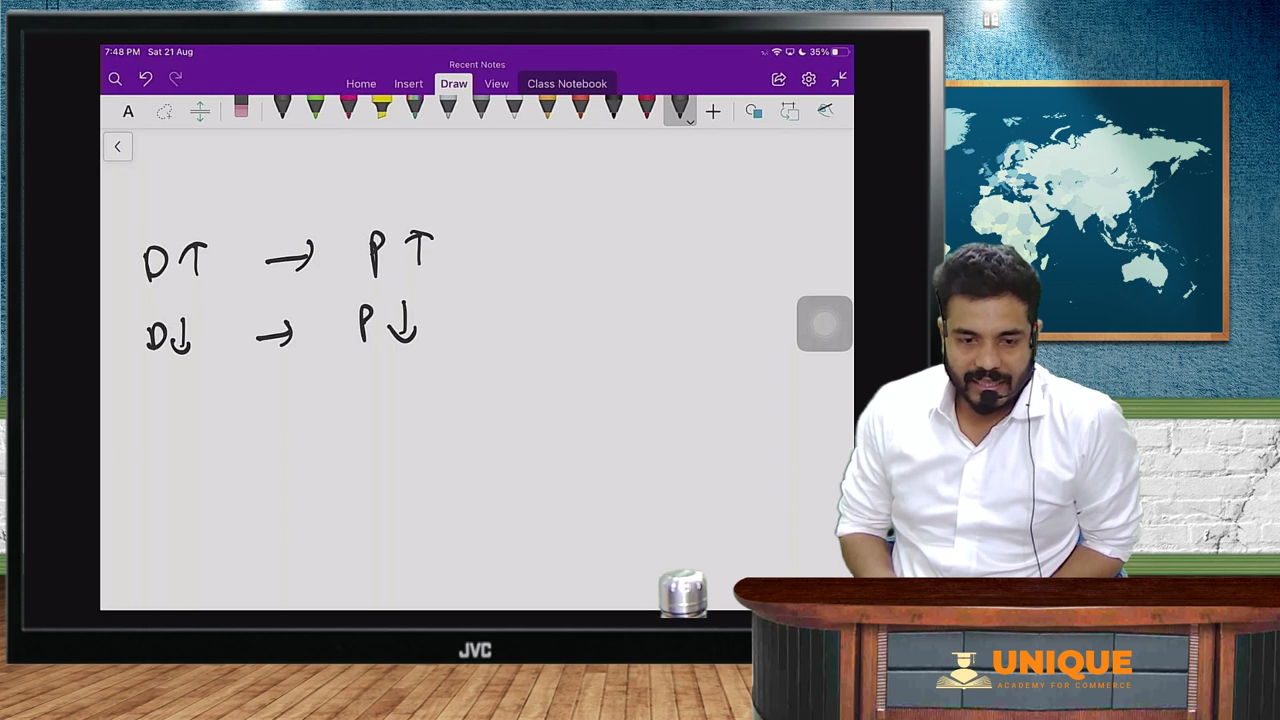 7:48 PM Sat 21 Aug
35%
Recent Notes
Home Insert Draw View Class Notebook
A
D↑ → P↑
D↓ → P↓
JVC
UNIQUE
ACADEMY FOR COMMERCE